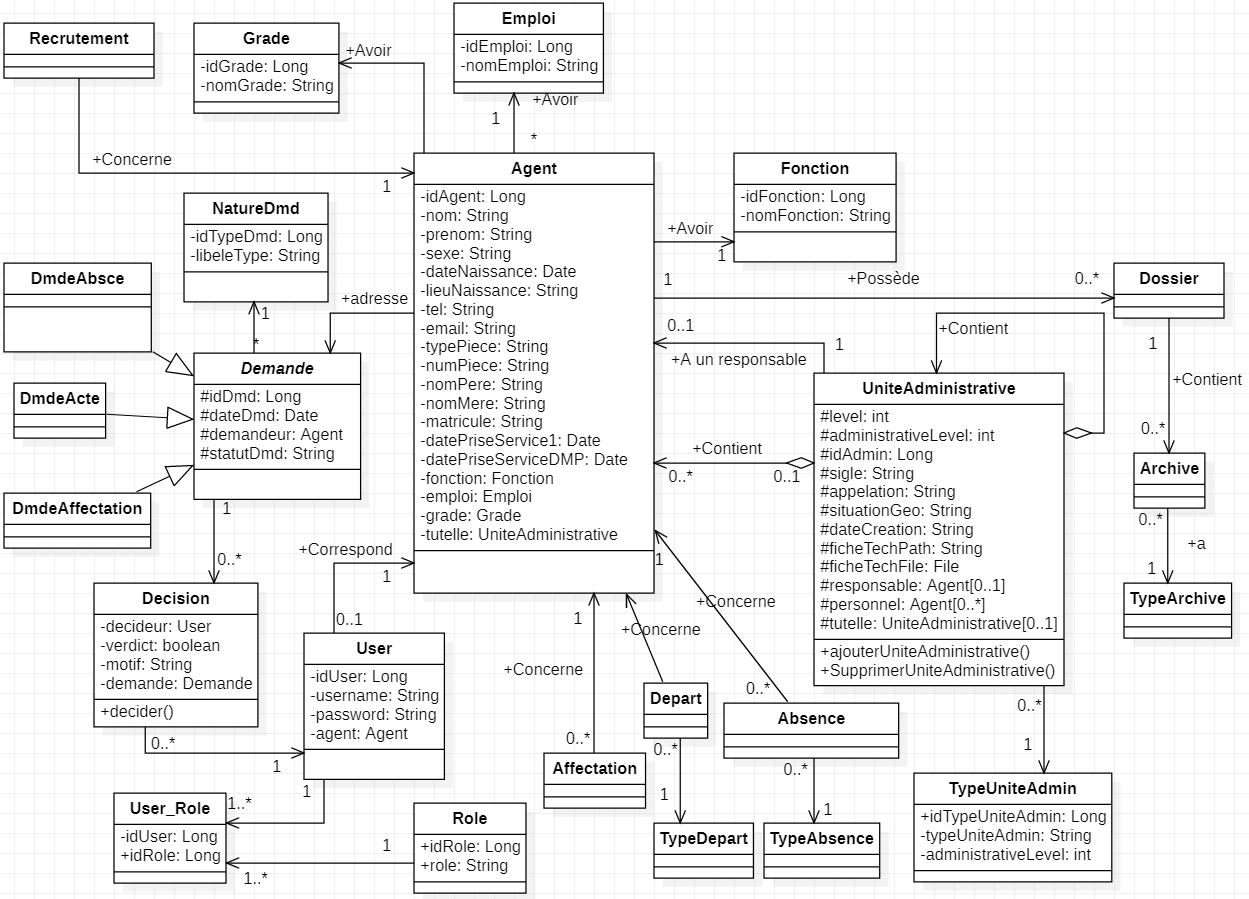 Emploi
-idEmploi: Long
-nomEmploi: String
Recrutement
Grade
-idGrade: Long
-nomGrade: String
+Avoir
+Avoir
1
*
+Concerne
1
Agent
-idAgent: Long
-nom: String
-prenom: String
-sexe: String
-dateNaissance: Date
-lieuNaissance: String
-tel: String
-email: String
-typePiece: String
-numPiece: String
-nomPere: String
-nomMere: String
-matricule: String
-datePriseService1: Date
-datePriseServiceDMP: Date
-fonction: Fonction
-emploi: Emploi
-grade: Grade
-tutelle: UniteAdministrative
Fonction
-idFonction: Long
-nomFonction: String
+Avoir
1
NatureDmd
-idTypeDmd: Long
-libeleType: String
1
*
+adresse
DmdeAbsce
DmdeActe
DmdeAffectation
Demande
#idDmd: Long
#dateDmd: Date
#demandeur: Agent
#statutDmd: String
1
0..*
1
+Possède
0..*
Dossier
1
+Contient
0..*
Archive
0..*
+a
1
TypeArchive
0..1
+A un responsable
1
+Contient
+Contient
0..*
0..1
UniteAdministrative
#level: int
#administrativeLevel: int
#idAdmin: Long
#sigle: String
#appelation: String
#situationGeo: String
#dateCreation: String
#ficheTechPath: String
#ficheTechFile: File
#responsable: Agent[0..1]
#personnel: Agent[0..*]
#tutelle: UniteAdministrative[0..1]
+ajouterUniteAdministrative()
+SupprimerUniteAdministrative()
0..*
1
TypeUniteAdmin
+idTypeUniteAdmin: Long
-typeUniteAdmin: String
-administrativeLevel: int
Decision
-decideur: User
-verdict: boolean
-motif: String
-demande: Demande
+decider()
0..*
1
+Correspond
1
0..1
User
-idUser: Long
-username: String
-password: String
-agent: Agent
1
1..*
User_Role
-idUser: Long
+idRole: Long
1
1..*
Role
+idRole: Long
+role: String
1
+Concerne
0..*
Affectation
+Concerne
Depart
0..*
1
TypeDepart
1
+Concerne
0..*
Absence
0..*
1
TypeAbsence